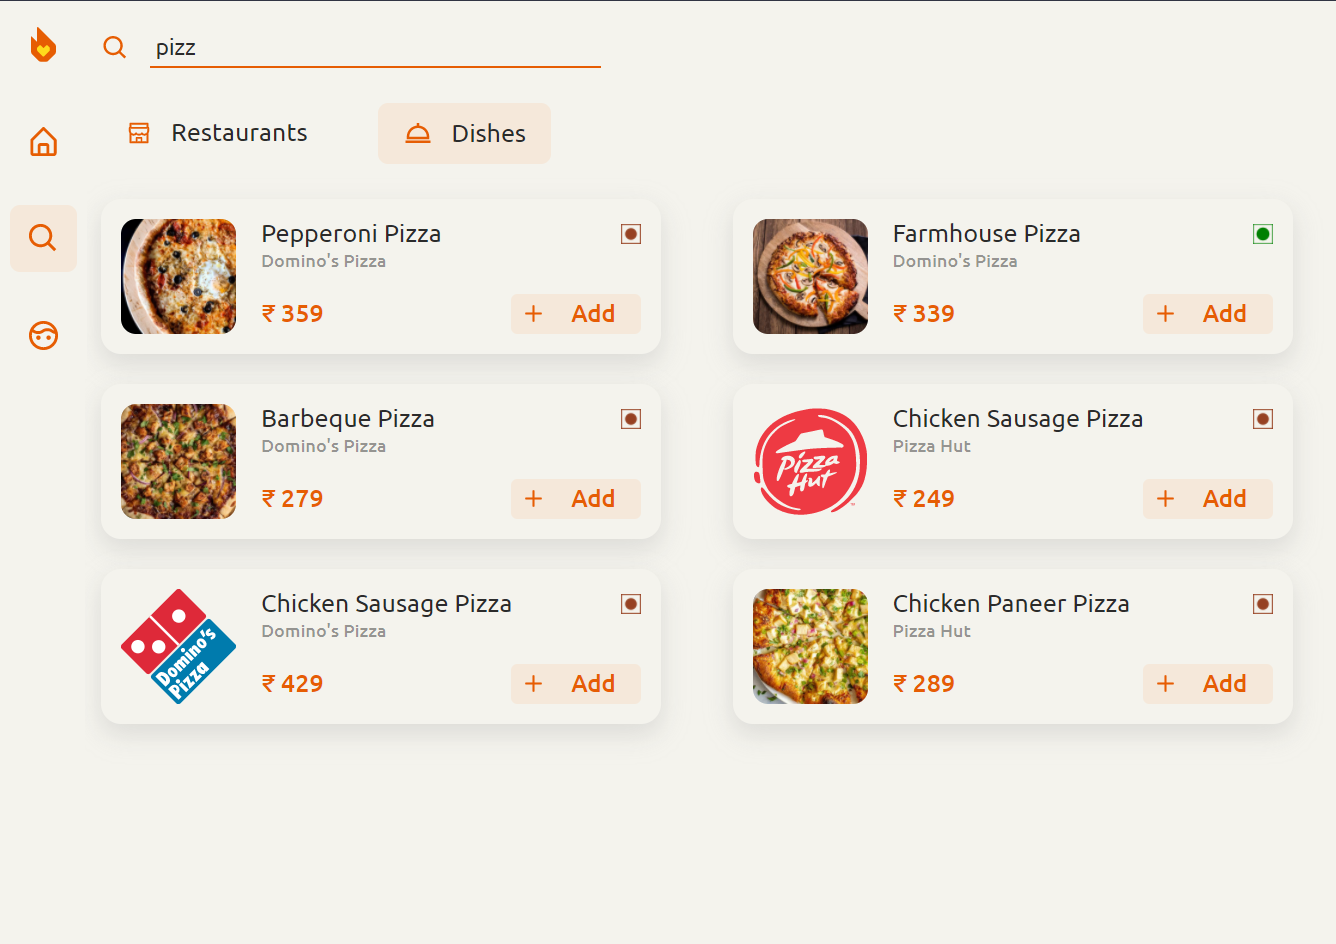 pizz
Restaurants
Dishes
Pepperoni Pizza
Domino's Pizza
₹ 359
+ Add
Farmhouse Pizza
Domino's Pizza
₹ 339
+ Add
Barbeque Pizza
Domino's Pizza
₹ 279
+ Add
Pizza
Hut
Chicken Sausage Pizza
Pizza Hut
₹ 249
+ Add
Domino's
Pizza
Chicken Sausage Pizza
Domino's Pizza
₹ 429
+ Add
Chicken Paneer Pizza
Pizza Hut
₹ 289
+ Add